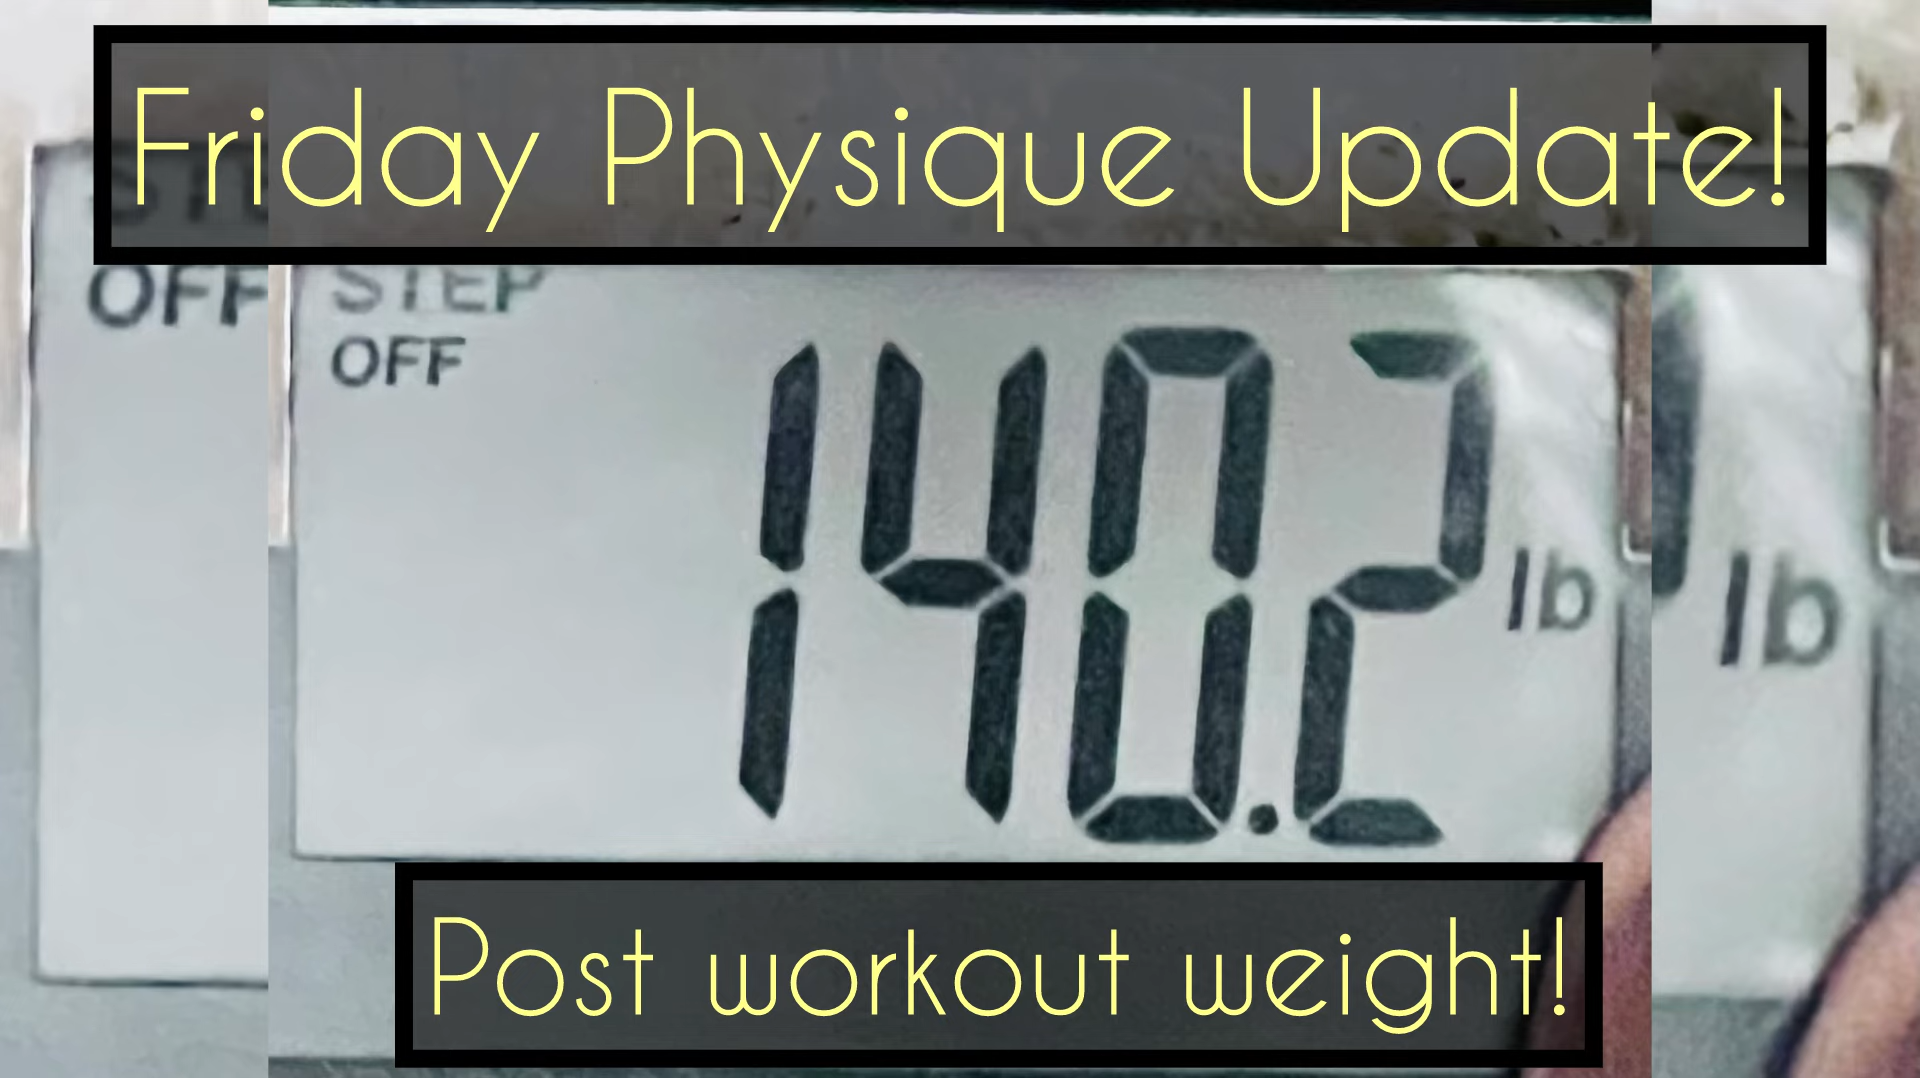 Friday Physique Update!
STEP
OFF
140.2 lb
Post workout weight!